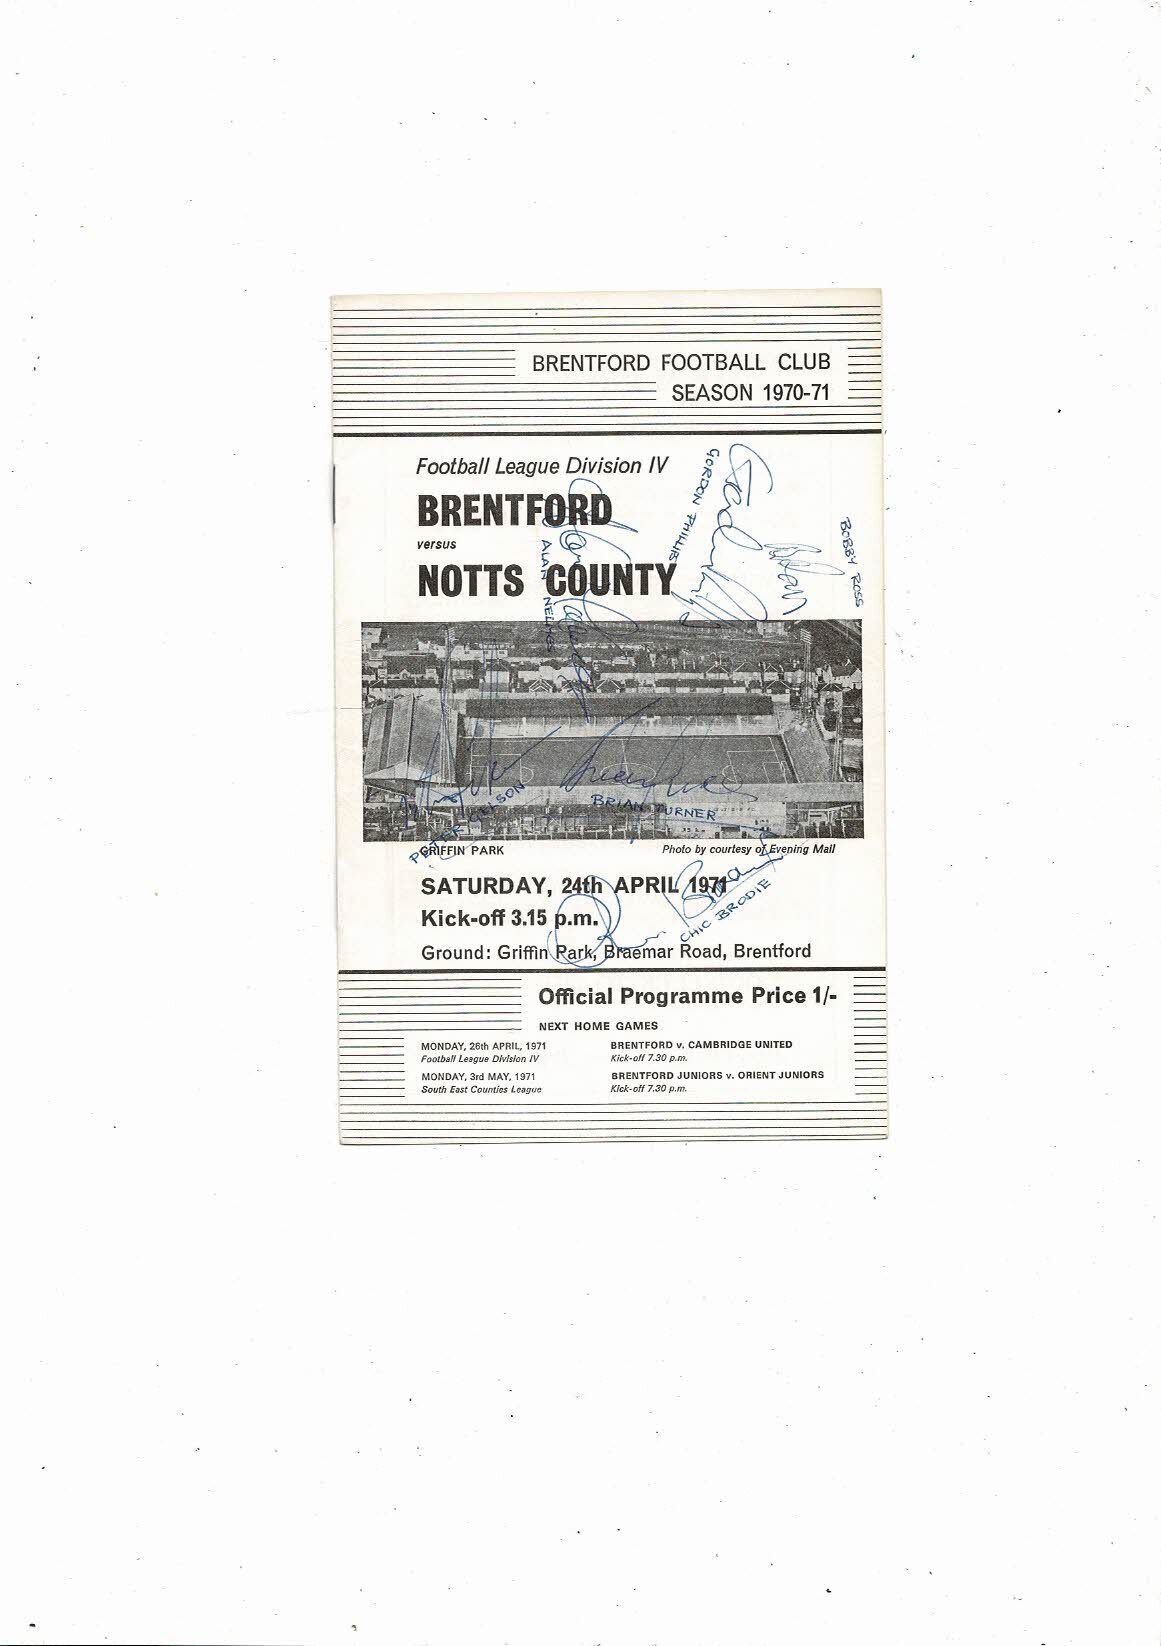 BRENTFORD FOOTBALL CLUB
SEASON 1970-71
Football League Division IV
BRENTFORD
versus
NOTTS COUNTY
GORDON PHILLIPS
BOBBY ROSS
ALAN NELMES
PETER GELSON
BRIAN TURNER
GRIFFIN PARK
Photo by courtesy of Evening Mail
SATURDAY, 24th APRIL 1971
CHIC BRODIE
Kick-off 3.15 p.m.
Ground: Griffin Park, Braemar Road, Brentford
Official Programme Price 1/-
NEXT HOME GAMES
MONDAY, 26th APRIL, 1971 BRENTFORD v. CAMBRIDGE UNITED
Football League Division IV Kick-off 7.30 p.m.
MONDAY, 3rd MAY, 1971 BRENTFORD JUNIORS v. ORIENT JUNIORS
South East Counties League Kick-off 7.30 p.m.